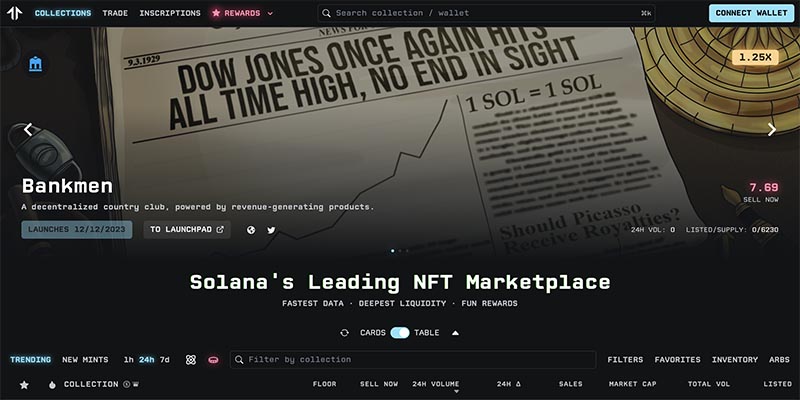 COLLECTIONS TRADE INSCRIPTIONS REWARDS Search collection / wallet ⌘k CONNECT WALLET
9.3.1929
DOW JONES ONCE AGAIN HITS
ALL TIME HIGH, NO END IN SIGHT
1 SOL = 1 SOL
1.25X
Bankmen
A decentralized country club, powered by revenue-generating products.
LAUNCHES 12/12/2023 TO LAUNCHPAD
Should Picasso
Receive Royalties?
7.69
SELL NOW
24H VOL: 0 LISTED/SUPPLY: 0/6230
Solana's Leading NFT Marketplace
FASTEST DATA · DEEPEST LIQUIDITY · FUN REWARDS
CARDS TABLE
TRENDING NEW MINTS 1h 24h 7d Filter by collection FILTERS FAVORITES INVENTORY ARBS
COLLECTION FLOOR SELL NOW 24H VOLUME 24H Δ SALES MARKET CAP TOTAL VOL LISTED